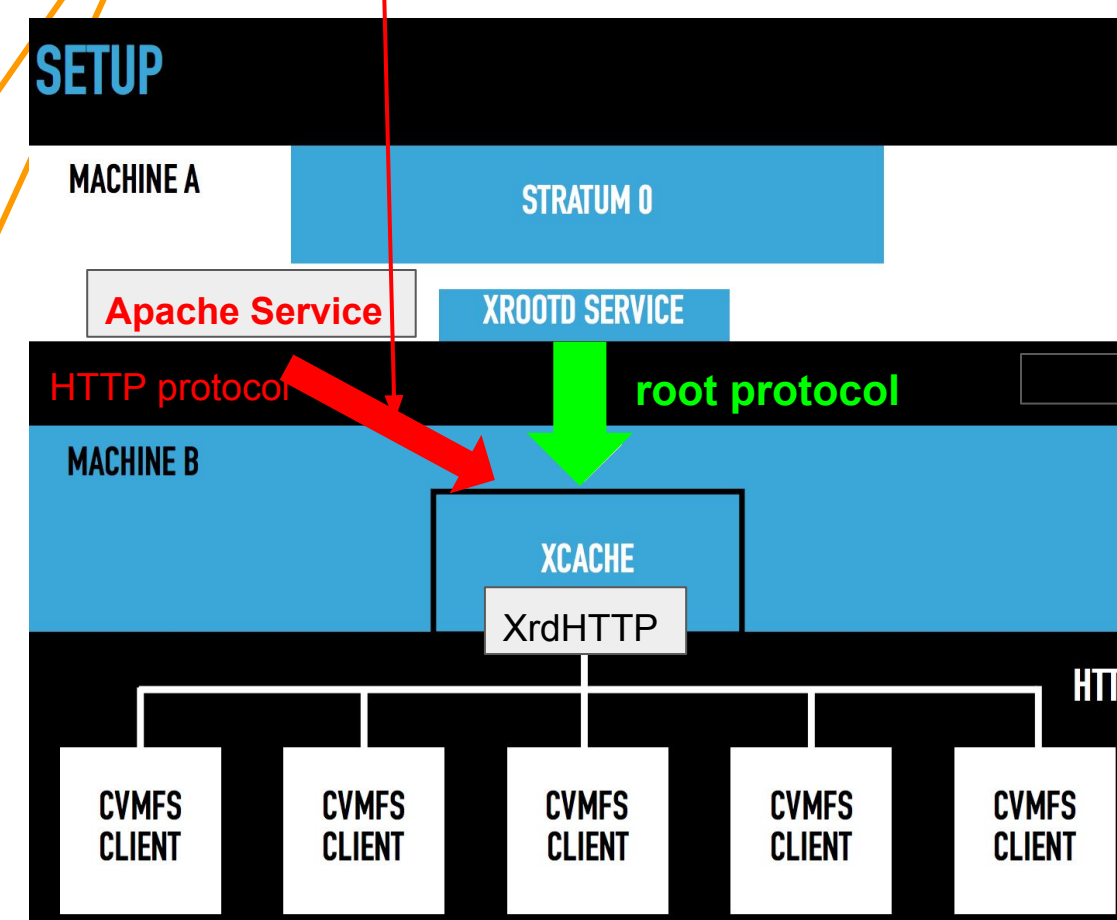 SETUP
MACHINE A
STRATUM 0
Apache Service
XROOTD SERVICE
HTTP protocol
root protocol
MACHINE B
XCACHE
XrdHTTP
CVMFS
CLIENT
CVMFS
CLIENT
CVMFS
CLIENT
CVMFS
CLIENT
CVMFS
CLIENT